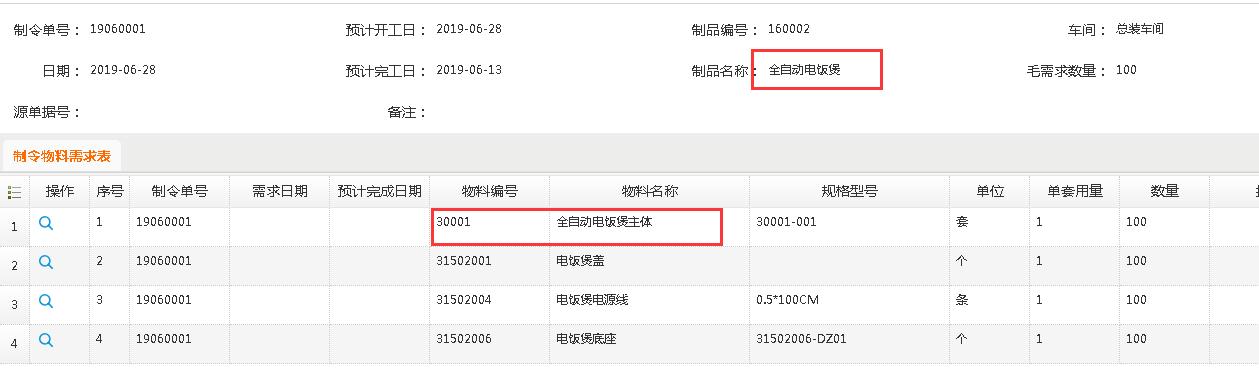 制令单号： 19060001 预计开工日： 2019-06-28 制品编号： 160002 车间： 总装车间
日期： 2019-06-28 预计完工日： 2019-06-13 制品名称： 全自动电饭煲 毛需求数量： 100
源单据号： 备注：
制令物料需求表
操作 序号 制令单号 需求日期 预计完成日期 物料编号 物料名称 规格型号 单位 单套用量 数量
1 1 19060001 30001 全自动电饭煲主体 30001-001 套 1 100
2 2 19060001 31502001 电饭煲盖 个 1 100
3 3 19060001 31502004 电饭煲电源线 0.5*100CM 条 1 100
4 4 19060001 31502006 电饭煲底座 31502006-DZ01 个 1 100